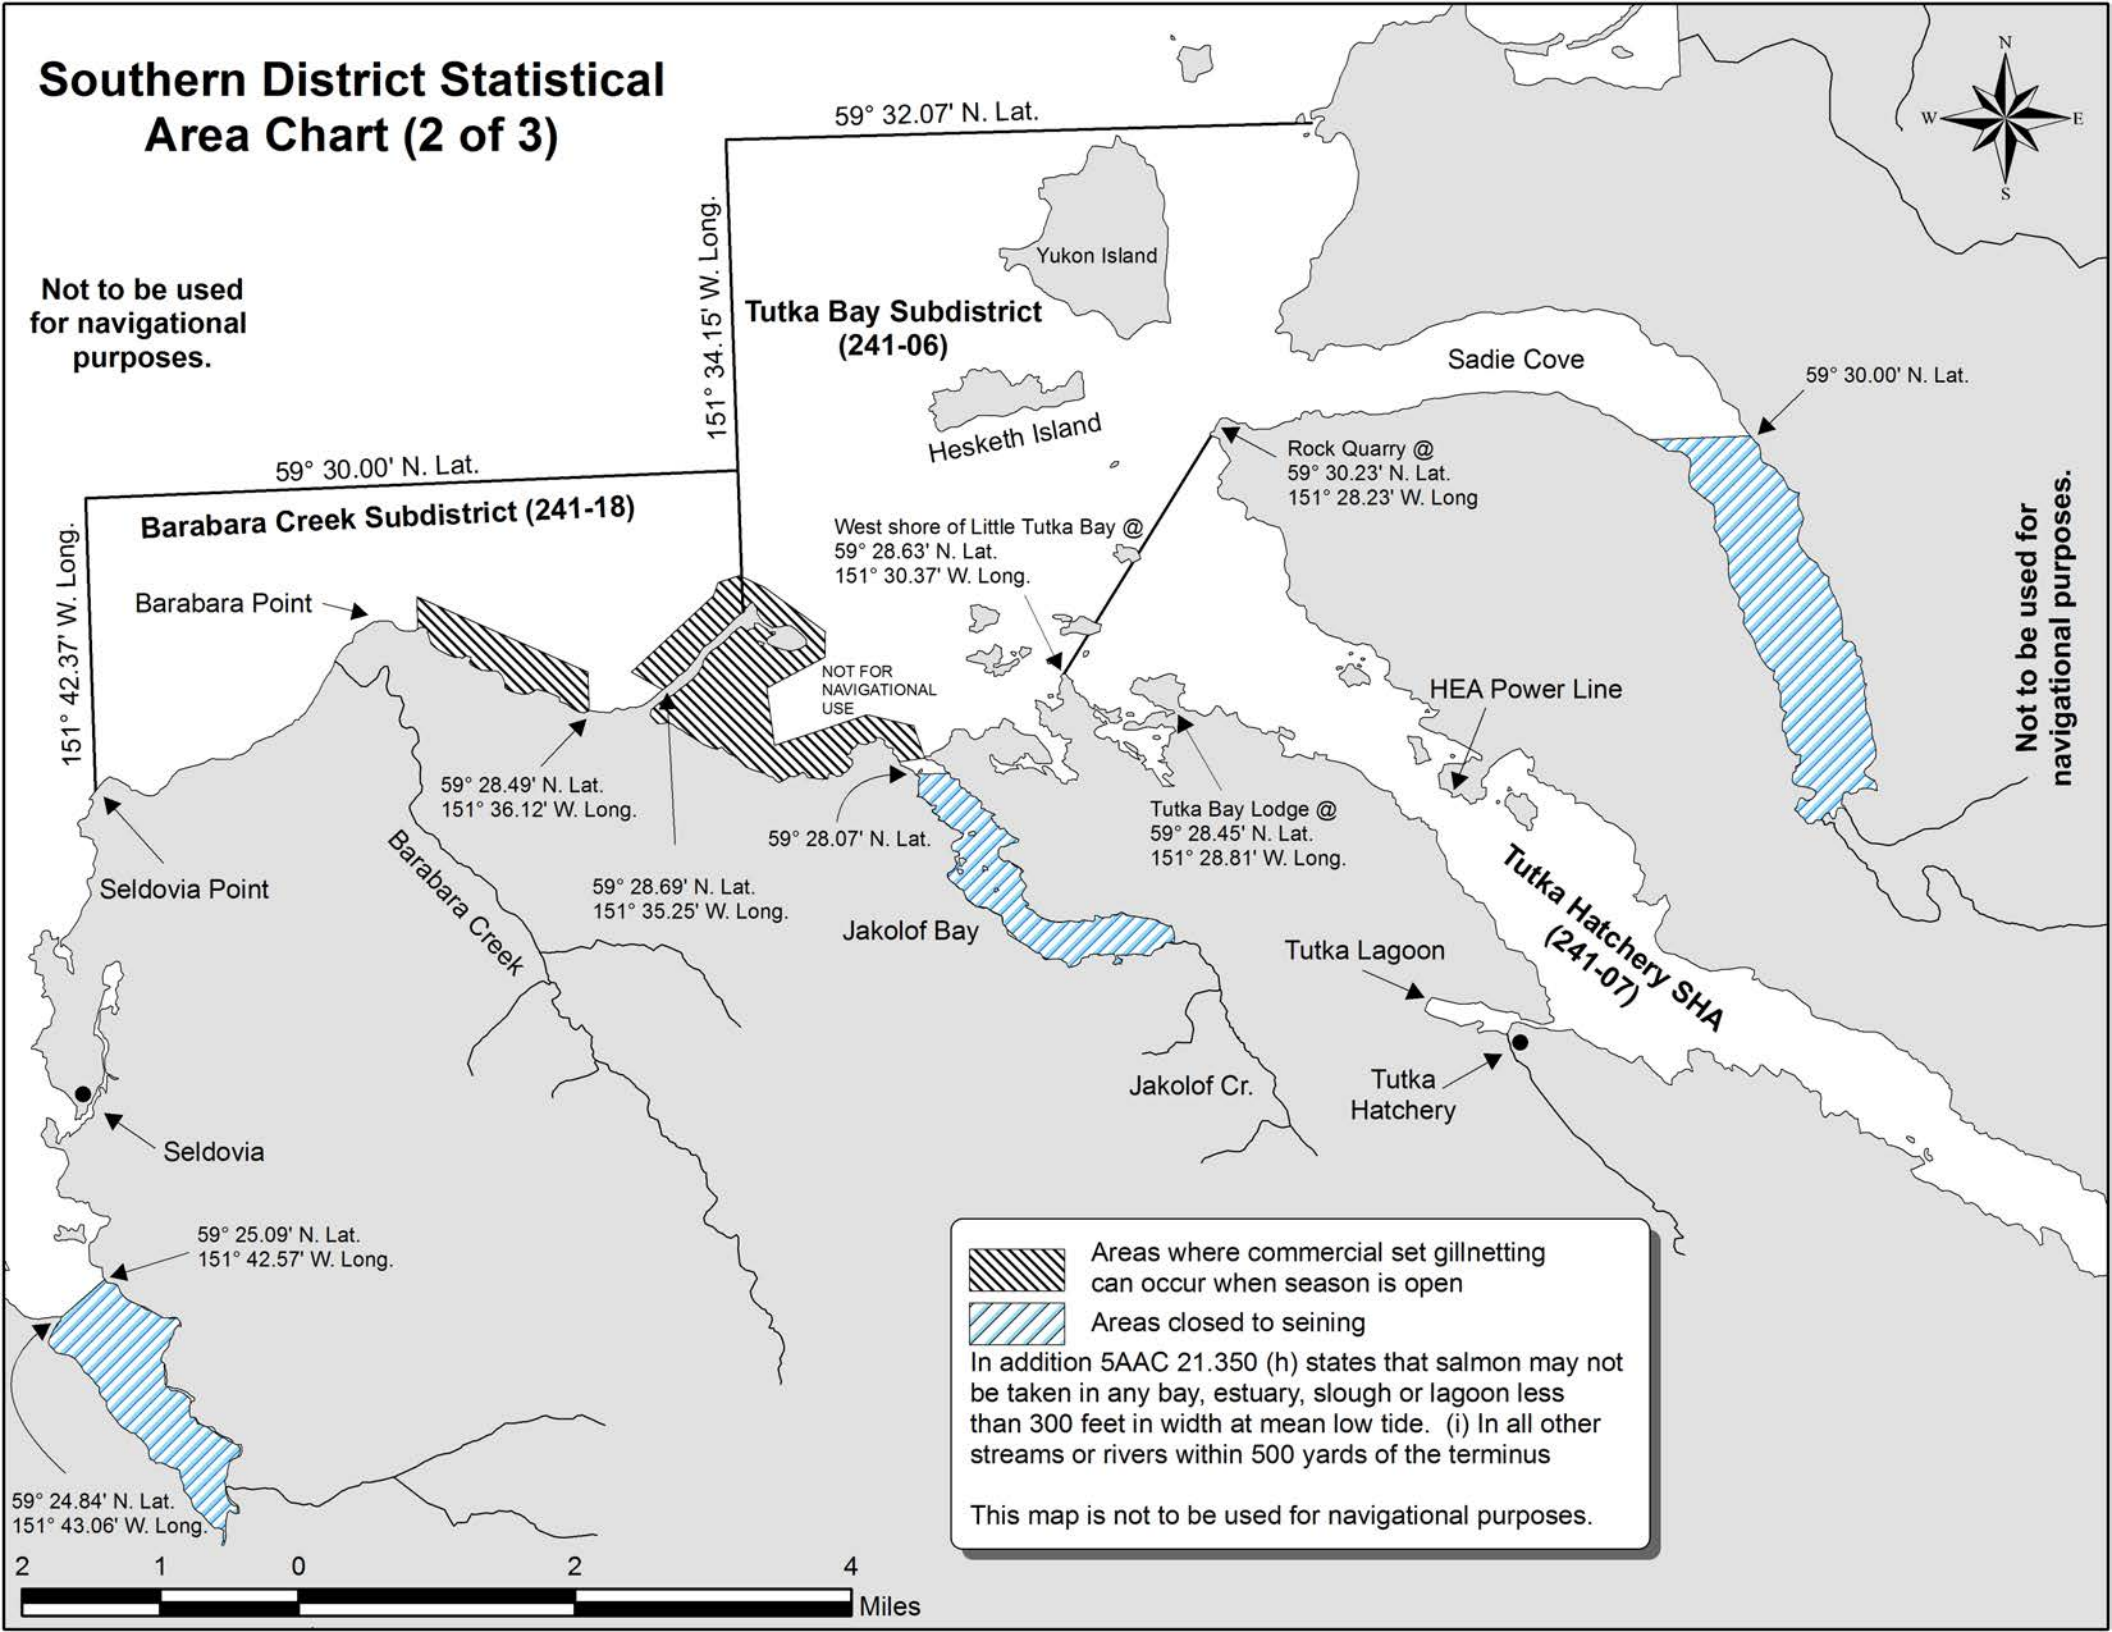 Southern District Statistical
Area Chart (2 of 3)
N
W
E
S
59° 32.07' N. Lat.
151° 34.15' W. Long.
Yukon Island
Not to be used
for navigational
purposes.
Tutka Bay Subdistrict
(241-06)
Sadie Cove
59° 30.00' N. Lat.
Hesketh Island
Rock Quarry @
59° 30.23' N. Lat.
151° 28.23' W. Long
59° 30.00' N. Lat.
Barabara Creek Subdistrict (241-18)
151° 42.37' W. Long.
West shore of Little Tutka Bay @
59° 28.63' N. Lat.
151° 30.37' W. Long.
Not to be used for
navigational purposes.
Barabara Point
NOT FOR
NAVIGATIONAL
USE
HEA Power Line
59° 28.49' N. Lat.
151° 36.12' W. Long.
59° 28.07' N. Lat.
Tutka Bay Lodge @
59° 28.45' N. Lat.
151° 28.81' W. Long.
Seldovia Point
Barabara Creek
59° 28.69' N. Lat.
151° 35.25' W. Long.
Jakolof Bay
Tutka Hatchery SHA
(241-07)
Tutka Lagoon
Jakolof Cr.
Tutka
Hatchery
Seldovia
59° 25.09' N. Lat.
151° 42.57' W. Long.
59° 24.84' N. Lat.
151° 43.06' W. Long.
Areas where commercial set gillnetting
can occur when season is open
Areas closed to seining
In addition 5AAC 21.350 (h) states that salmon may not
be taken in any bay, estuary, slough or lagoon less
than 300 feet in width at mean low tide.  (i) In all other
streams or rivers within 500 yards of the terminus
This map is not to be used for navigational purposes.
2 1 0 2 4
Miles